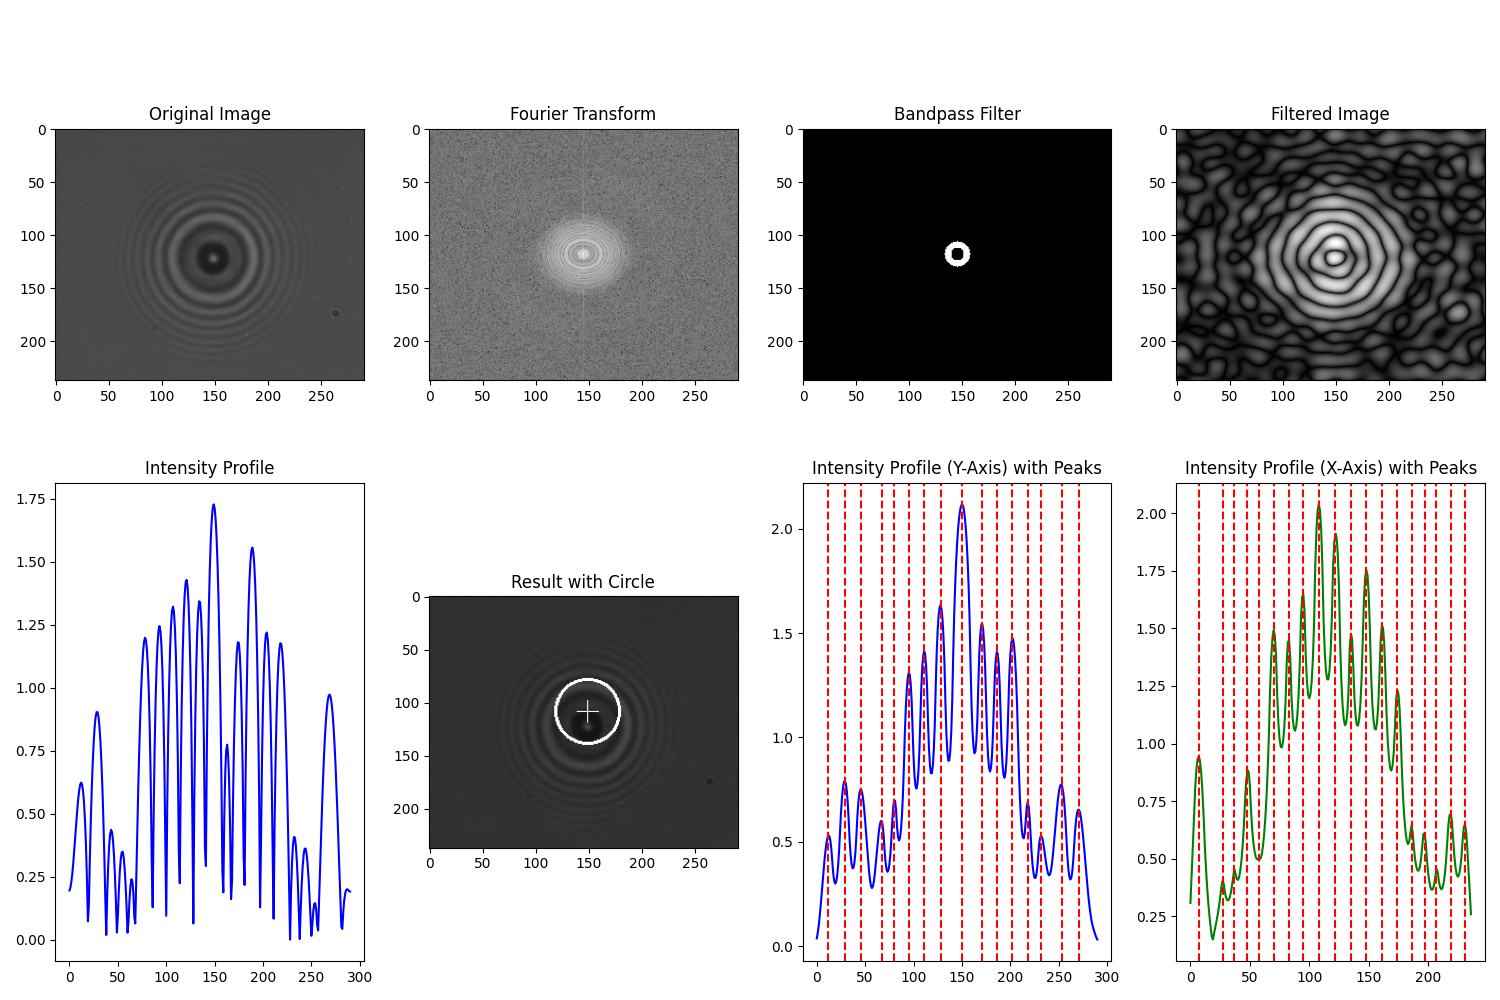 Original Image
Fourier Transform
Bandpass Filter
Filtered Image
0
50
100
150
200
0 50 100 150 200 250
0
50
100
150
200
0 50 100 150 200 250
0
50
100
150
200
0 50 100 150 200 250
0
50
100
150
200
0 50 100 150 200 250
Intensity Profile
1.75
1.50
1.25
1.00
0.75
0.50
0.25
0.00
0 50 100 150 200 250 300
Result with Circle
0
50
100
150
200
0 50 100 150 200 250
Intensity Profile (Y-Axis) with Peaks
2.0
1.5
1.0
0.5
0.0
0 50 100 150 200 250 300
Intensity Profile (X-Axis) with Peaks
2.00
1.75
1.50
1.25
1.00
0.75
0.50
0.25
0 50 100 150 200